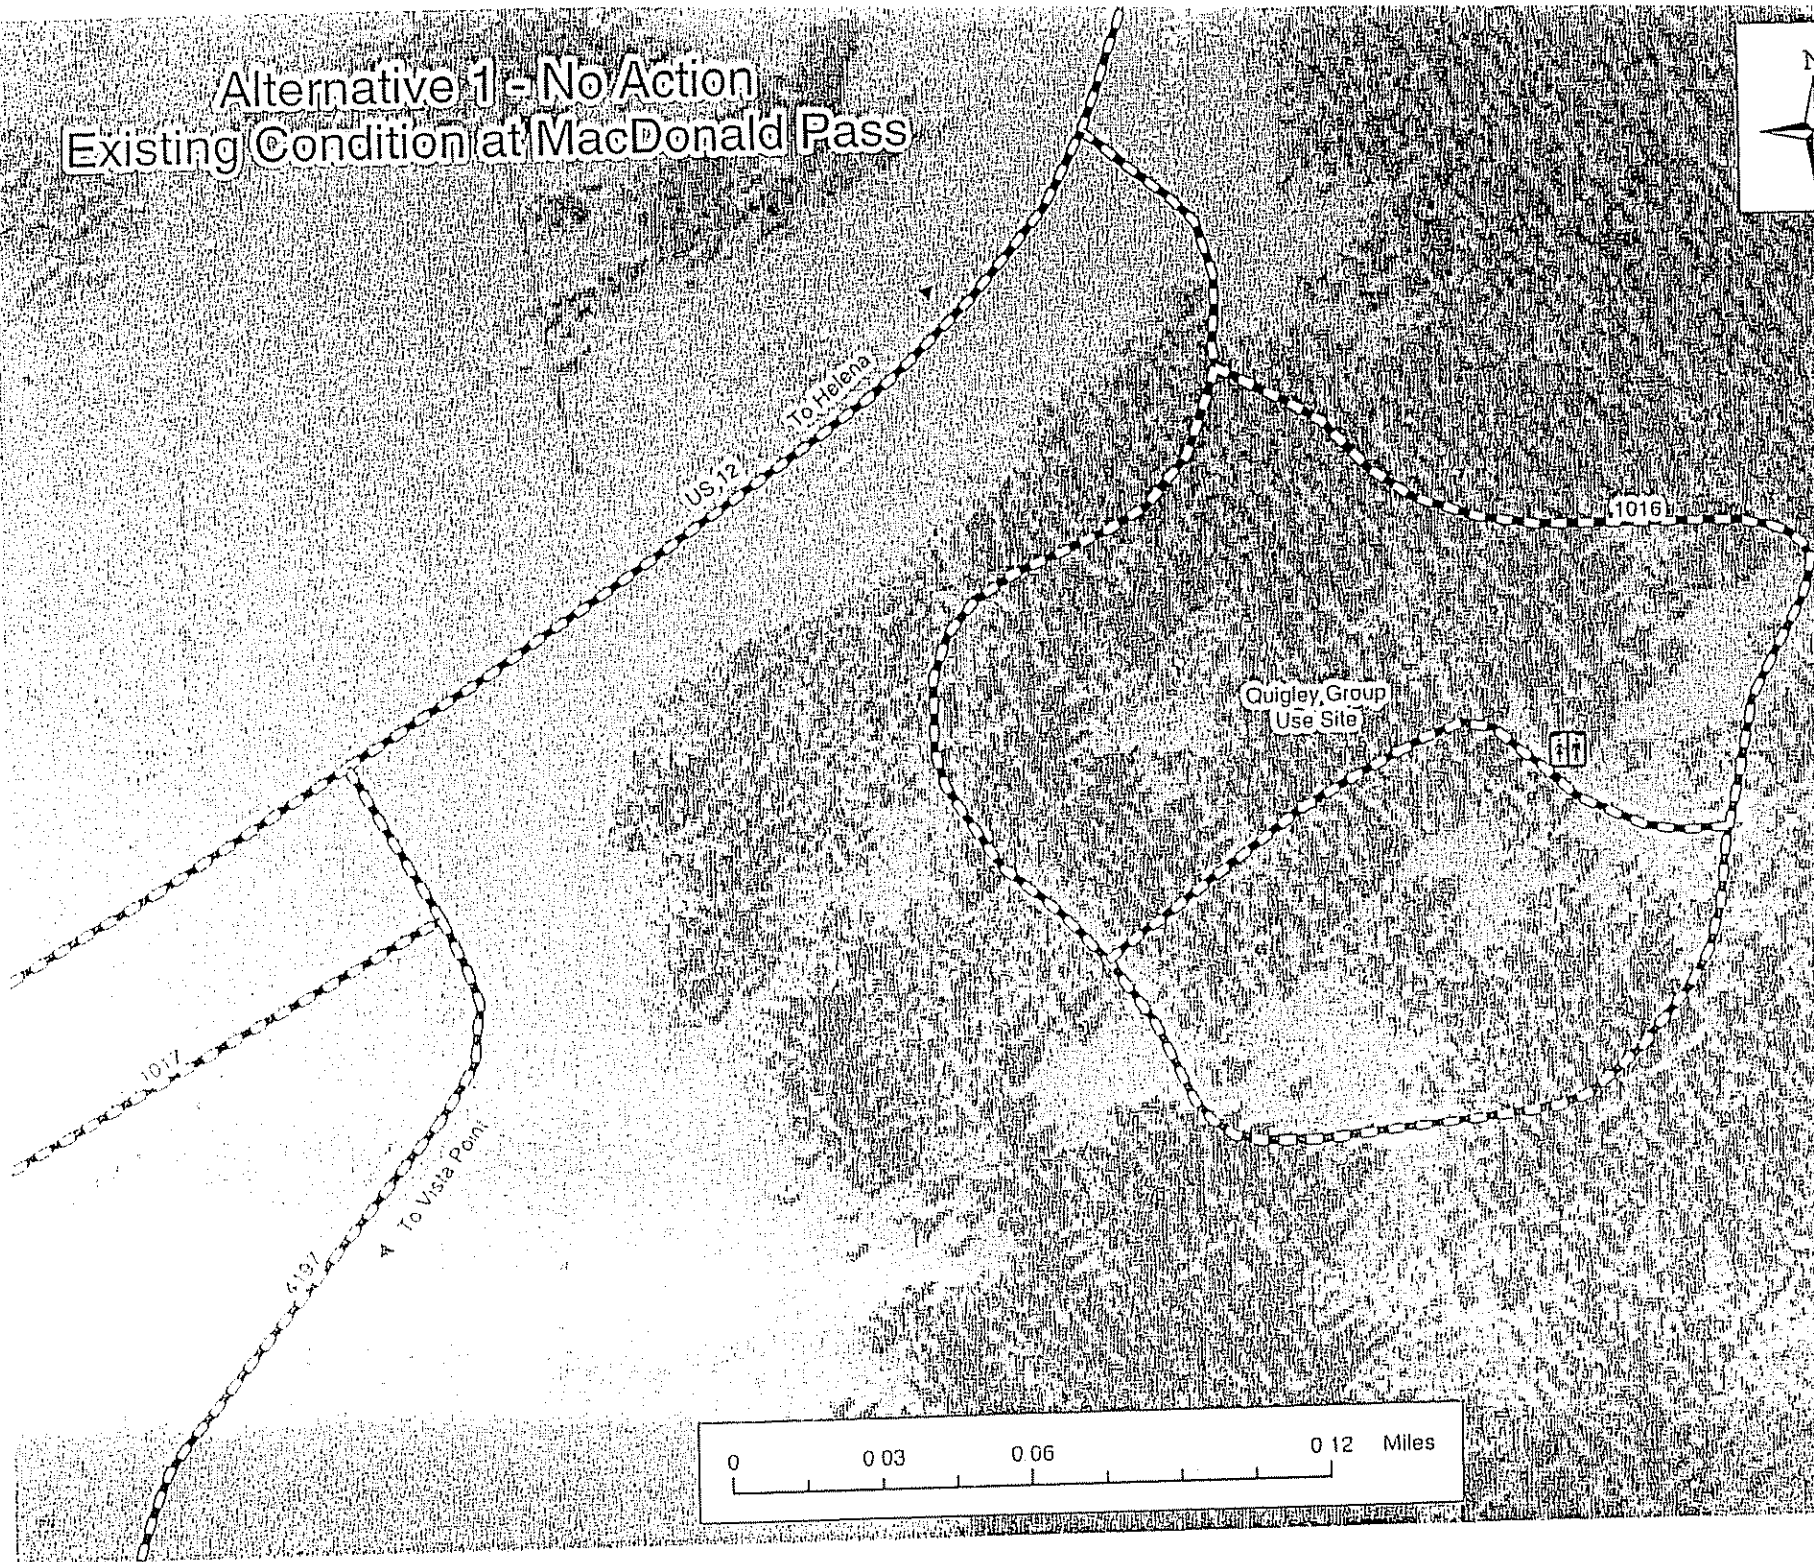 Alternative 1 - No Action
Existing Condition at MacDonald Pass
N
To Helena
US 12
1016
Quigley Group
Use Site
1017
To Vista Point
4197
0 0 03 0 06 0 12 Miles